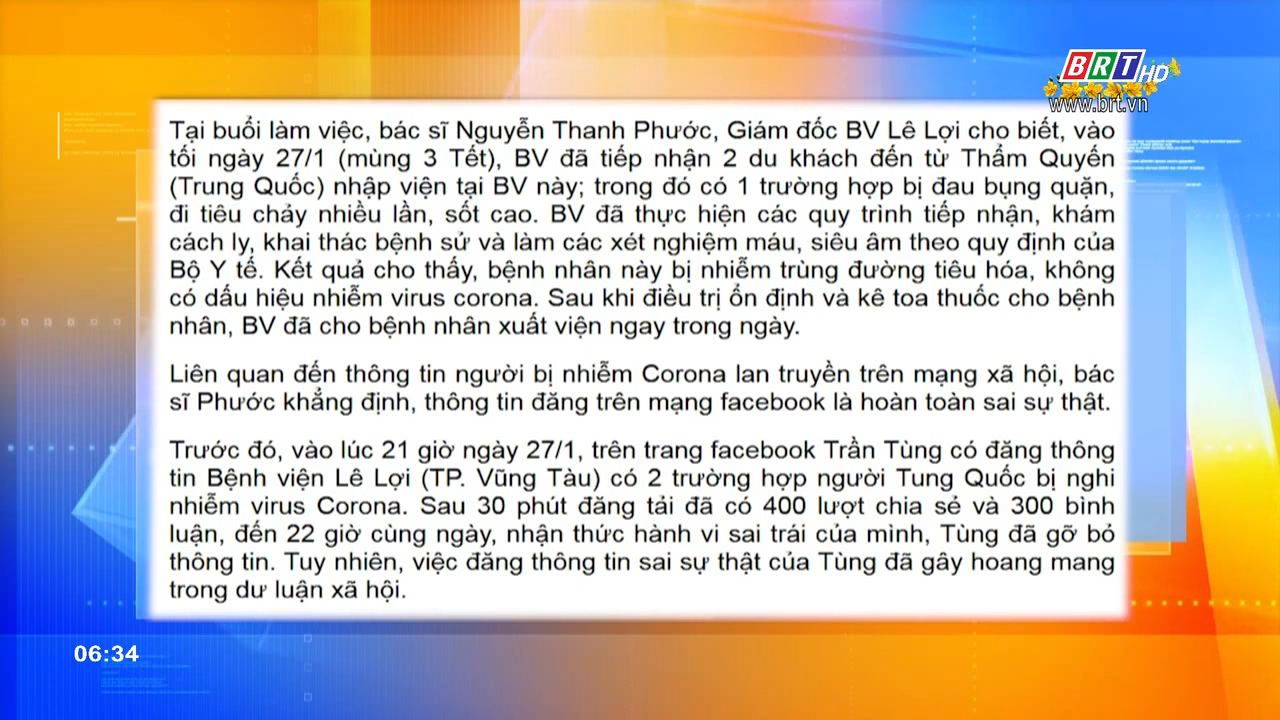 BRT HD
www.brt.vn
Tại buổi làm việc, bác sĩ Nguyễn Thanh Phước, Giám đốc BV Lê Lợi cho biết, vào
tối ngày 27/1 (mùng 3 Tết), BV đã tiếp nhận 2 du khách đến từ Thẩm Quyến
(Trung Quốc) nhập viện tại BV này; trong đó có 1 trường hợp bị đau bụng quặn,
đi tiêu chảy nhiều lần, sốt cao. BV đã thực hiện các quy trình tiếp nhận, khám
cách ly, khai thác bệnh sử và làm các xét nghiệm máu, siêu âm theo quy định của
Bộ Y tế. Kết quả cho thấy, bệnh nhân này bị nhiễm trùng đường tiêu hóa, không
có dấu hiệu nhiễm virus corona. Sau khi điều trị ổn định và kê toa thuốc cho bệnh
nhân, BV đã cho bệnh nhân xuất viện ngay trong ngày.
Liên quan đến thông tin người bị nhiễm Corona lan truyền trên mạng xã hội, bác
sĩ Phước khẳng định, thông tin đăng trên mạng facebook là hoàn toàn sai sự thật.
Trước đó, vào lúc 21 giờ ngày 27/1, trên trang facebook Trần Tùng có đăng thông
tin Bệnh viện Lê Lợi (TP. Vũng Tàu) có 2 trường hợp người Tung Quốc bị nghi
nhiễm virus Corona. Sau 30 phút đăng tải đã có 400 lượt chia sẻ và 300 bình
luận, đến 22 giờ cùng ngày, nhận thức hành vi sai trái của mình, Tùng đã gỡ bỏ
thông tin. Tuy nhiên, việc đăng thông tin sai sự thật của Tùng đã gây hoang mang
trong dư luận xã hội.
06:34